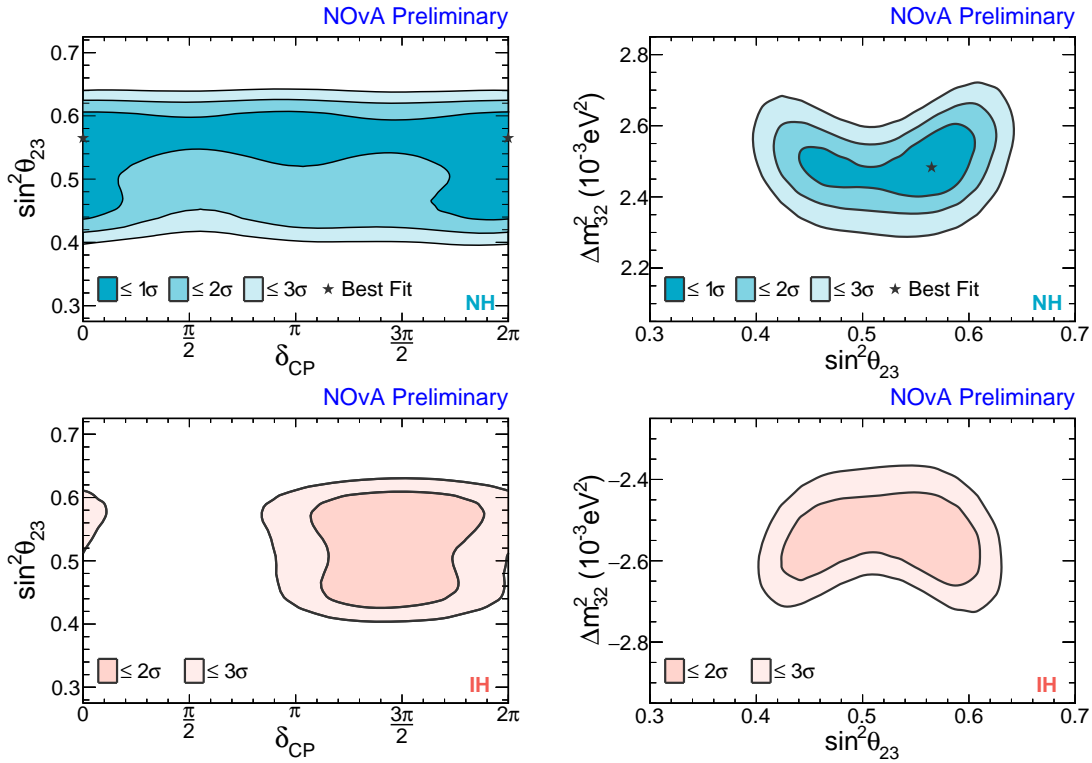 NOvA Preliminary
sin²θ₂₃
0.7
0.6
0.5
0.4
0.3
≤ 1σ ≤ 2σ ≤ 3σ ★ Best Fit
NH
0 π/2 π 3π/2 2π
δCP
NOvA Preliminary
Δm²₃₂ (10⁻³eV²)
2.8
2.6
2.4
2.2
≤ 1σ ≤ 2σ ≤ 3σ ★ Best Fit
NH
0.3 0.4 0.5 0.6 0.7
sin²θ₂₃
NOvA Preliminary
sin²θ₂₃
0.7
0.6
0.5
0.4
0.3
≤ 2σ ≤ 3σ
IH
0 π/2 π 3π/2 2π
δCP
NOvA Preliminary
Δm²₃₂ (10⁻³eV²)
−2.4
−2.6
−2.8
≤ 2σ ≤ 3σ
IH
0.3 0.4 0.5 0.6 0.7
sin²θ₂₃